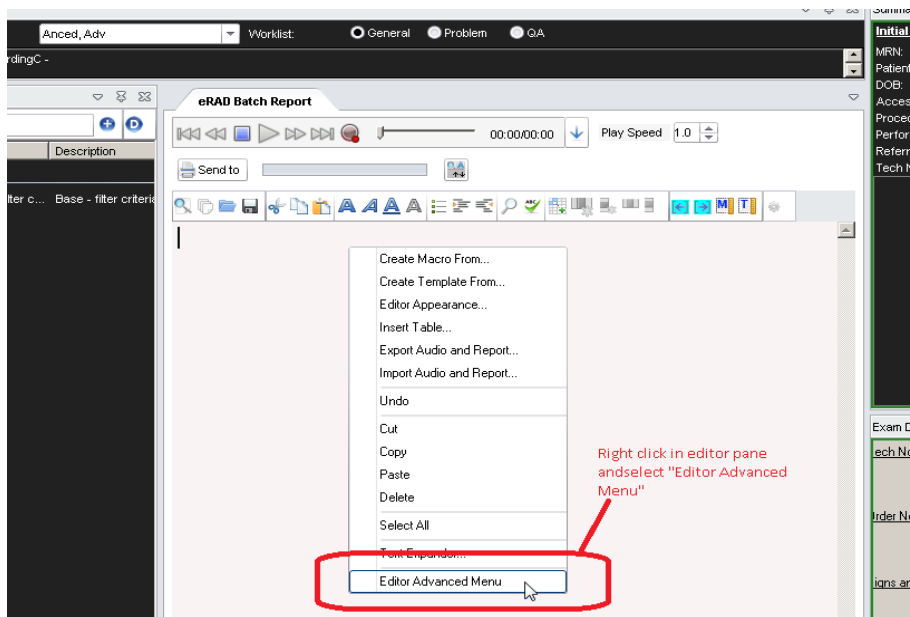 Summa
Anced, Adv
Worklist:
General
Problem
QA
Initial
rdingC -
MRN:
Patient
DOB:
Acces
Proced
Perfor
Referr
Tech N
eRAD Batch Report
00:00/00:00
Play Speed
1.0
Description
Send to
lter c... Base - filter criteria
ABC
M
T
Create Macro From...
Create Template From...
Editor Appearance...
Insert Table...
Export Audio and Report...
Import Audio and Report...
Undo
Cut
Copy
Paste
Delete
Select All
Text Expander...
Editor Advanced Menu
Right click in editor pane
andselect "Editor Advanced
Menu"
Exam D
ech No
Order No
igns an